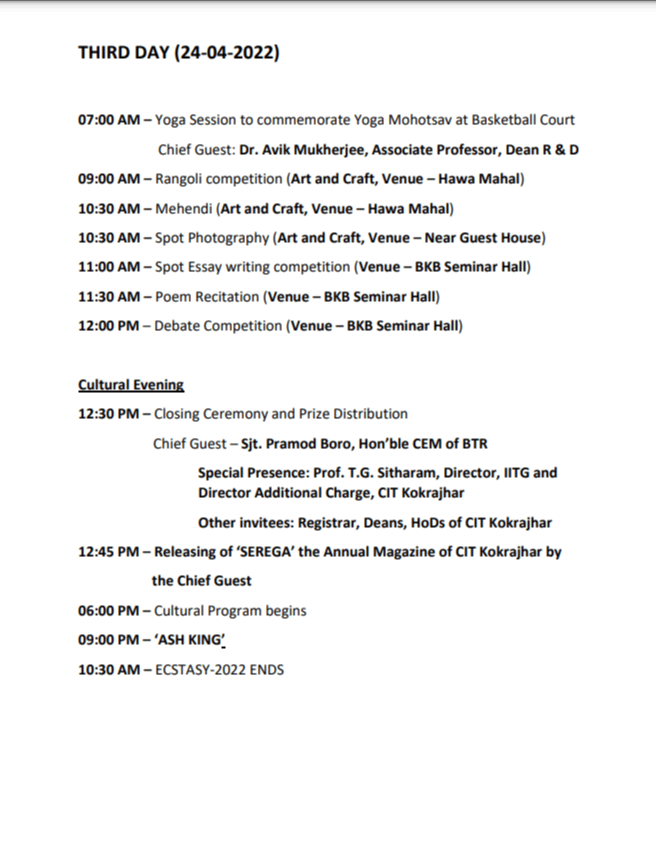 THIRD DAY (24-04-2022)
07:00 AM – Yoga Session to commemorate Yoga Mohotsav at Basketball Court
Chief Guest: Dr. Avik Mukherjee, Associate Professor, Dean R & D
09:00 AM – Rangoli competition (Art and Craft, Venue – Hawa Mahal)
10:30 AM – Mehendi (Art and Craft, Venue – Hawa Mahal)
10:30 AM – Spot Photography (Art and Craft, Venue – Near Guest House)
11:00 AM – Spot Essay writing competition (Venue – BKB Seminar Hall)
11:30 AM – Poem Recitation (Venue – BKB Seminar Hall)
12:00 PM – Debate Competition (Venue – BKB Seminar Hall)
Cultural Evening
12:30 PM – Closing Ceremony and Prize Distribution
Chief Guest – Sjt. Pramod Boro, Hon’ble CEM of BTR
Special Presence: Prof. T.G. Sitharam, Director, IITG and
Director Additional Charge, CIT Kokrajhar
Other invitees: Registrar, Deans, HoDs of CIT Kokrajhar
12:45 PM – Releasing of ‘SEREGA’ the Annual Magazine of CIT Kokrajhar by
the Chief Guest
06:00 PM – Cultural Program begins
09:00 PM – ‘ASH KING’
10:30 AM – ECSTASY-2022 ENDS